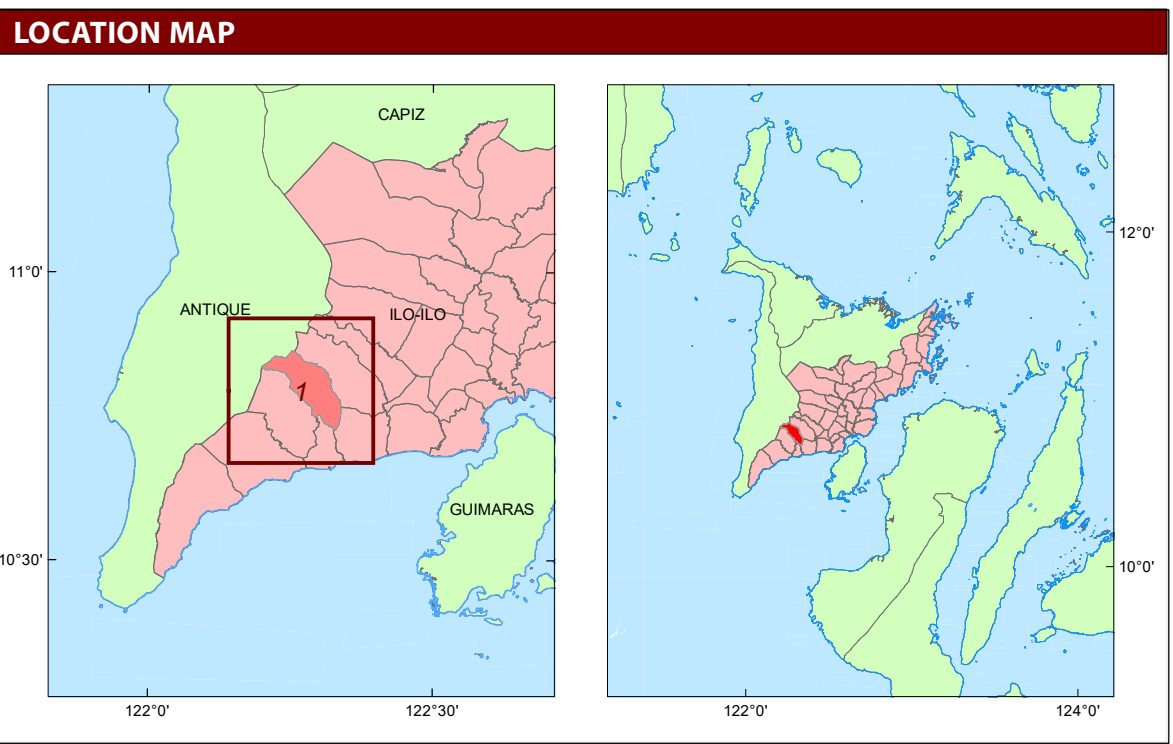 LOCATION MAP
CAPIZ
11°0'
ANTIQUE
ILO-ILO
1
GUIMARAS
10°30'
122°0'
122°30'
12°0'
10°0'
122°0'
124°0'